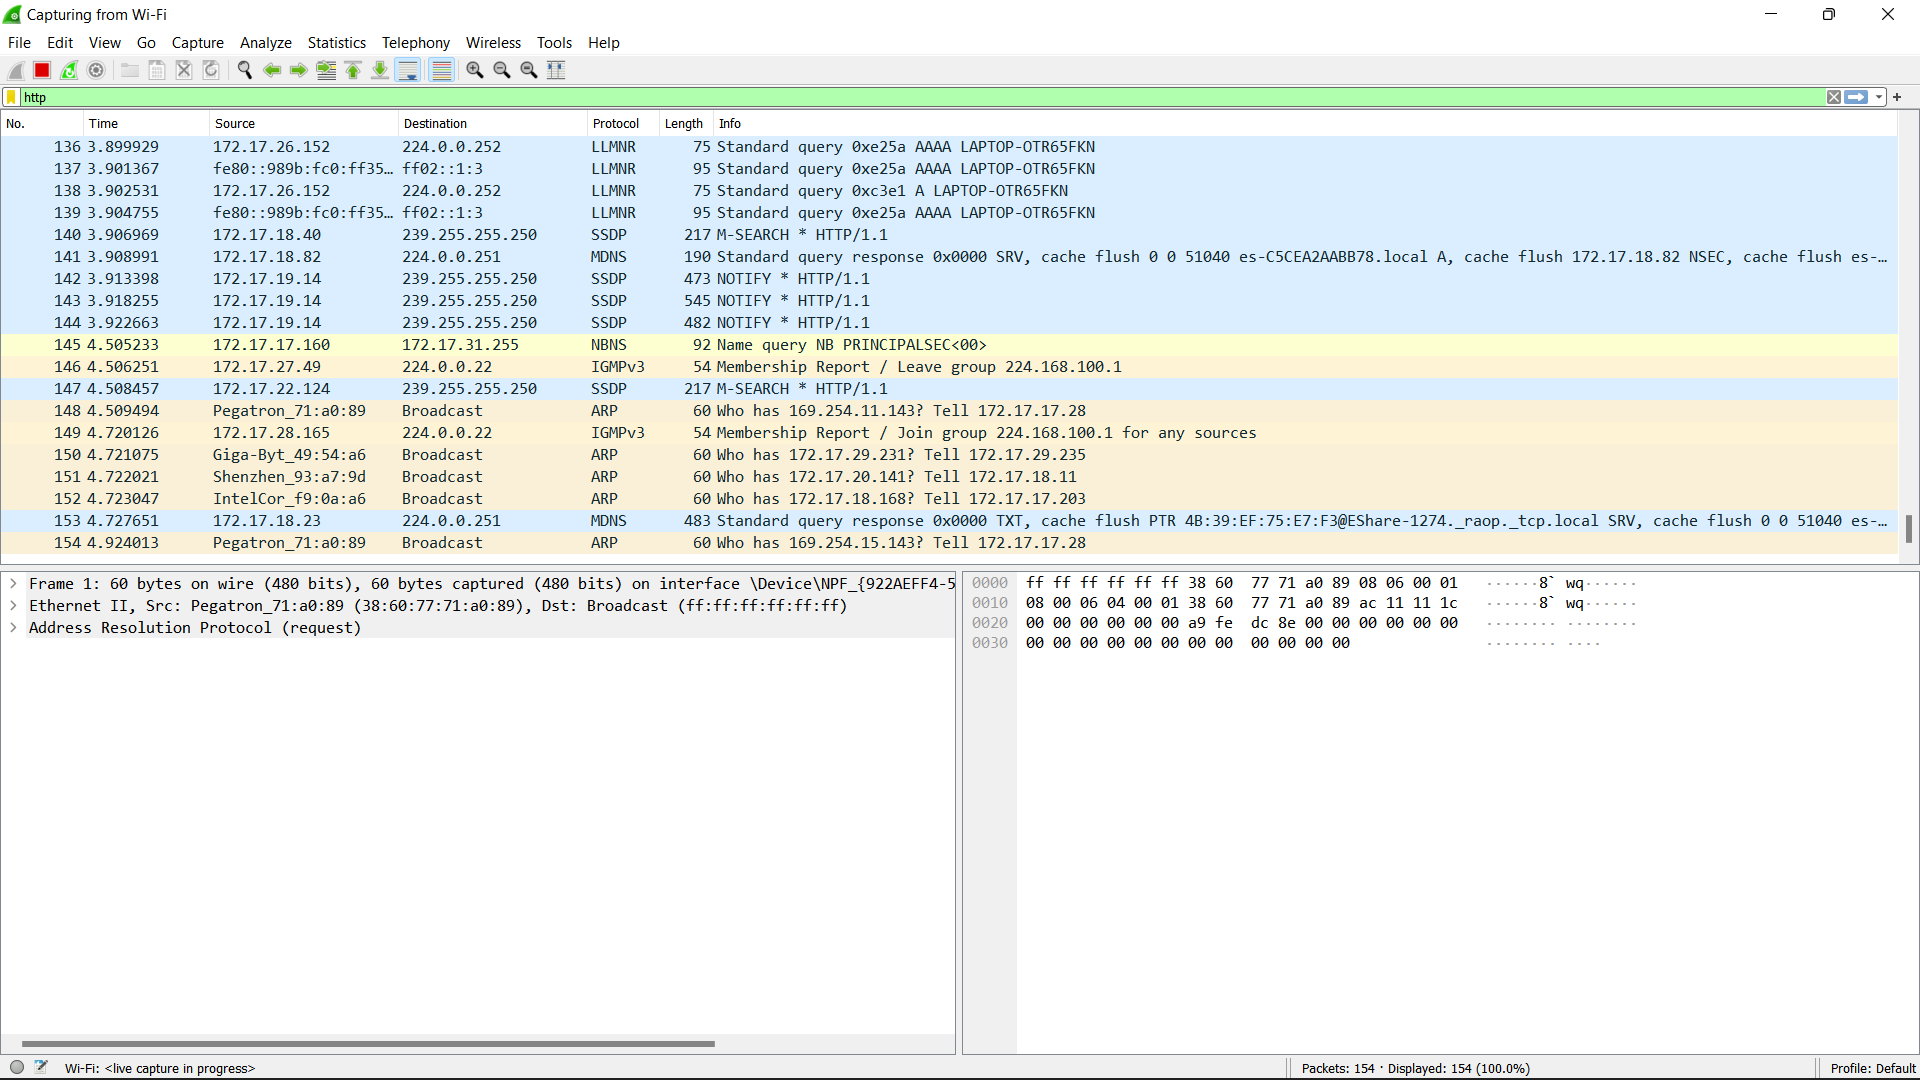 Capturing from Wi-Fi
File Edit View Go Capture Analyze Statistics Telephony Wireless Tools Help
http
No. Time Source Destination Protocol Length Info
136 3.899929 172.17.26.152 224.0.0.252 LLMNR 75 Standard query 0xe25a AAAA LAPTOP-OTR65FKN
137 3.901367 fe80::989b:fc0:ff35… ff02::1:3 LLMNR 95 Standard query 0xe25a AAAA LAPTOP-OTR65FKN
138 3.902531 172.17.26.152 224.0.0.252 LLMNR 75 Standard query 0xc3e1 A LAPTOP-OTR65FKN
139 3.904755 fe80::989b:fc0:ff35… ff02::1:3 LLMNR 95 Standard query 0xe25a AAAA LAPTOP-OTR65FKN
140 3.906969 172.17.18.40 239.255.255.250 SSDP 217 M-SEARCH * HTTP/1.1
141 3.908991 172.17.18.82 224.0.0.251 MDNS 190 Standard query response 0x0000 SRV, cache flush 0 0 51040 es-C5CEA2AABB78.local A, cache flush 172.17.18.82 NSEC, cache flush es-…
142 3.913398 172.17.19.14 239.255.255.250 SSDP 473 NOTIFY * HTTP/1.1
143 3.918255 172.17.19.14 239.255.255.250 SSDP 545 NOTIFY * HTTP/1.1
144 3.922663 172.17.19.14 239.255.255.250 SSDP 482 NOTIFY * HTTP/1.1
145 4.505233 172.17.17.160 172.17.31.255 NBNS 92 Name query NB PRINCIPALSEC<00>
146 4.506251 172.17.27.49 224.0.0.22 IGMPv3 54 Membership Report / Leave group 224.168.100.1
147 4.508457 172.17.22.124 239.255.255.250 SSDP 217 M-SEARCH * HTTP/1.1
148 4.509494 Pegatron_71:a0:89 Broadcast ARP 60 Who has 169.254.11.143? Tell 172.17.17.28
149 4.720126 172.17.28.165 224.0.0.22 IGMPv3 54 Membership Report / Join group 224.168.100.1 for any sources
150 4.721075 Giga-Byt_49:54:a6 Broadcast ARP 60 Who has 172.17.29.231? Tell 172.17.29.235
151 4.722021 Shenzhen_93:a7:9d Broadcast ARP 60 Who has 172.17.20.141? Tell 172.17.18.11
152 4.723047 IntelCor_f9:0a:a6 Broadcast ARP 60 Who has 172.17.18.168? Tell 172.17.17.203
153 4.727651 172.17.18.23 224.0.0.251 MDNS 483 Standard query response 0x0000 TXT, cache flush PTR 4B:39:EF:75:E7:F3@EShare-1274._raop._tcp.local SRV, cache flush 0 0 51040 es-…
154 4.924013 Pegatron_71:a0:89 Broadcast ARP 60 Who has 169.254.15.143? Tell 172.17.17.28
Frame 1: 60 bytes on wire (480 bits), 60 bytes captured (480 bits) on interface \Device\NPF_{922AEFF4-5
Ethernet II, Src: Pegatron_71:a0:89 (38:60:77:71:a0:89), Dst: Broadcast (ff:ff:ff:ff:ff:ff)
Address Resolution Protocol (request)
0000 ff ff ff ff ff ff 38 60 77 71 a0 89 08 06 00 01 ······8` wq······
0010 08 00 06 04 00 01 38 60 77 71 a0 89 ac 11 11 1c ······8` wq······
0020 00 00 00 00 00 00 a9 fe dc 8e 00 00 00 00 00 00 ········ ········
0030 00 00 00 00 00 00 00 00 00 00 00 00 ········ ····
Wi-Fi: <live capture in progress>
Packets: 154 · Displayed: 154 (100.0%)
Profile: Default